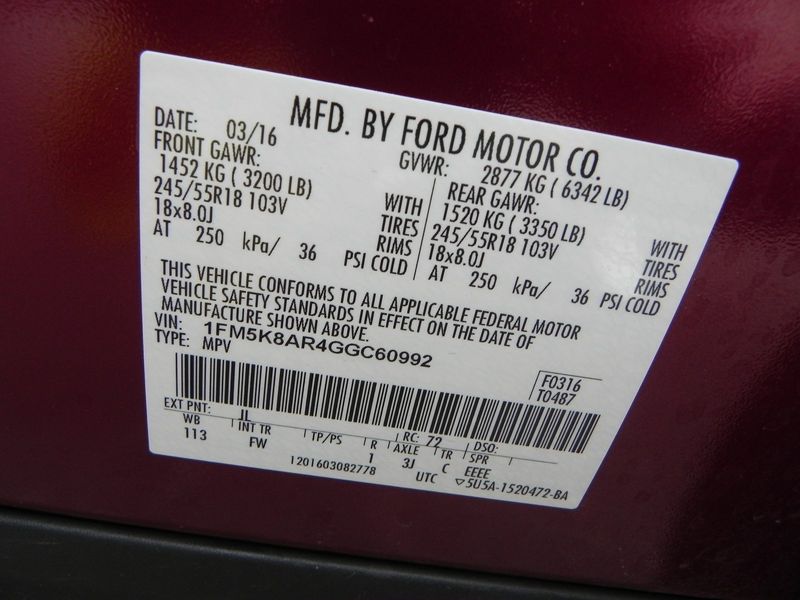 MFD. BY FORD MOTOR CO.
DATE: 03/16 GVWR: 2877 KG ( 6342 LB)
FRONT GAWR: REAR GAWR:
1452 KG ( 3200 LB) WITH 1520 KG ( 3350 LB) WITH
245/55R18 103V TIRES 245/55R18 103V TIRES
18x8.0J RIMS 18x8.0J RIMS
AT 250 kPa/ 36 PSI COLD AT 250 kPa/ 36 PSI COLD
THIS VEHICLE CONFORMS TO ALL APPLICABLE FEDERAL MOTOR
VEHICLE SAFETY STANDARDS IN EFFECT ON THE DATE OF
MANUFACTURE SHOWN ABOVE.
VIN: 1FM5K8AR4GGC60992
TYPE: MPV
F0316
T0487
EXT PNT: JL RC: 72 DSO:
WB INT TR TP/PS R AXLE TR SPR
113 FW 1 3J C EEEE
1201603082778 UTC ▽5U5A-1520472-BA